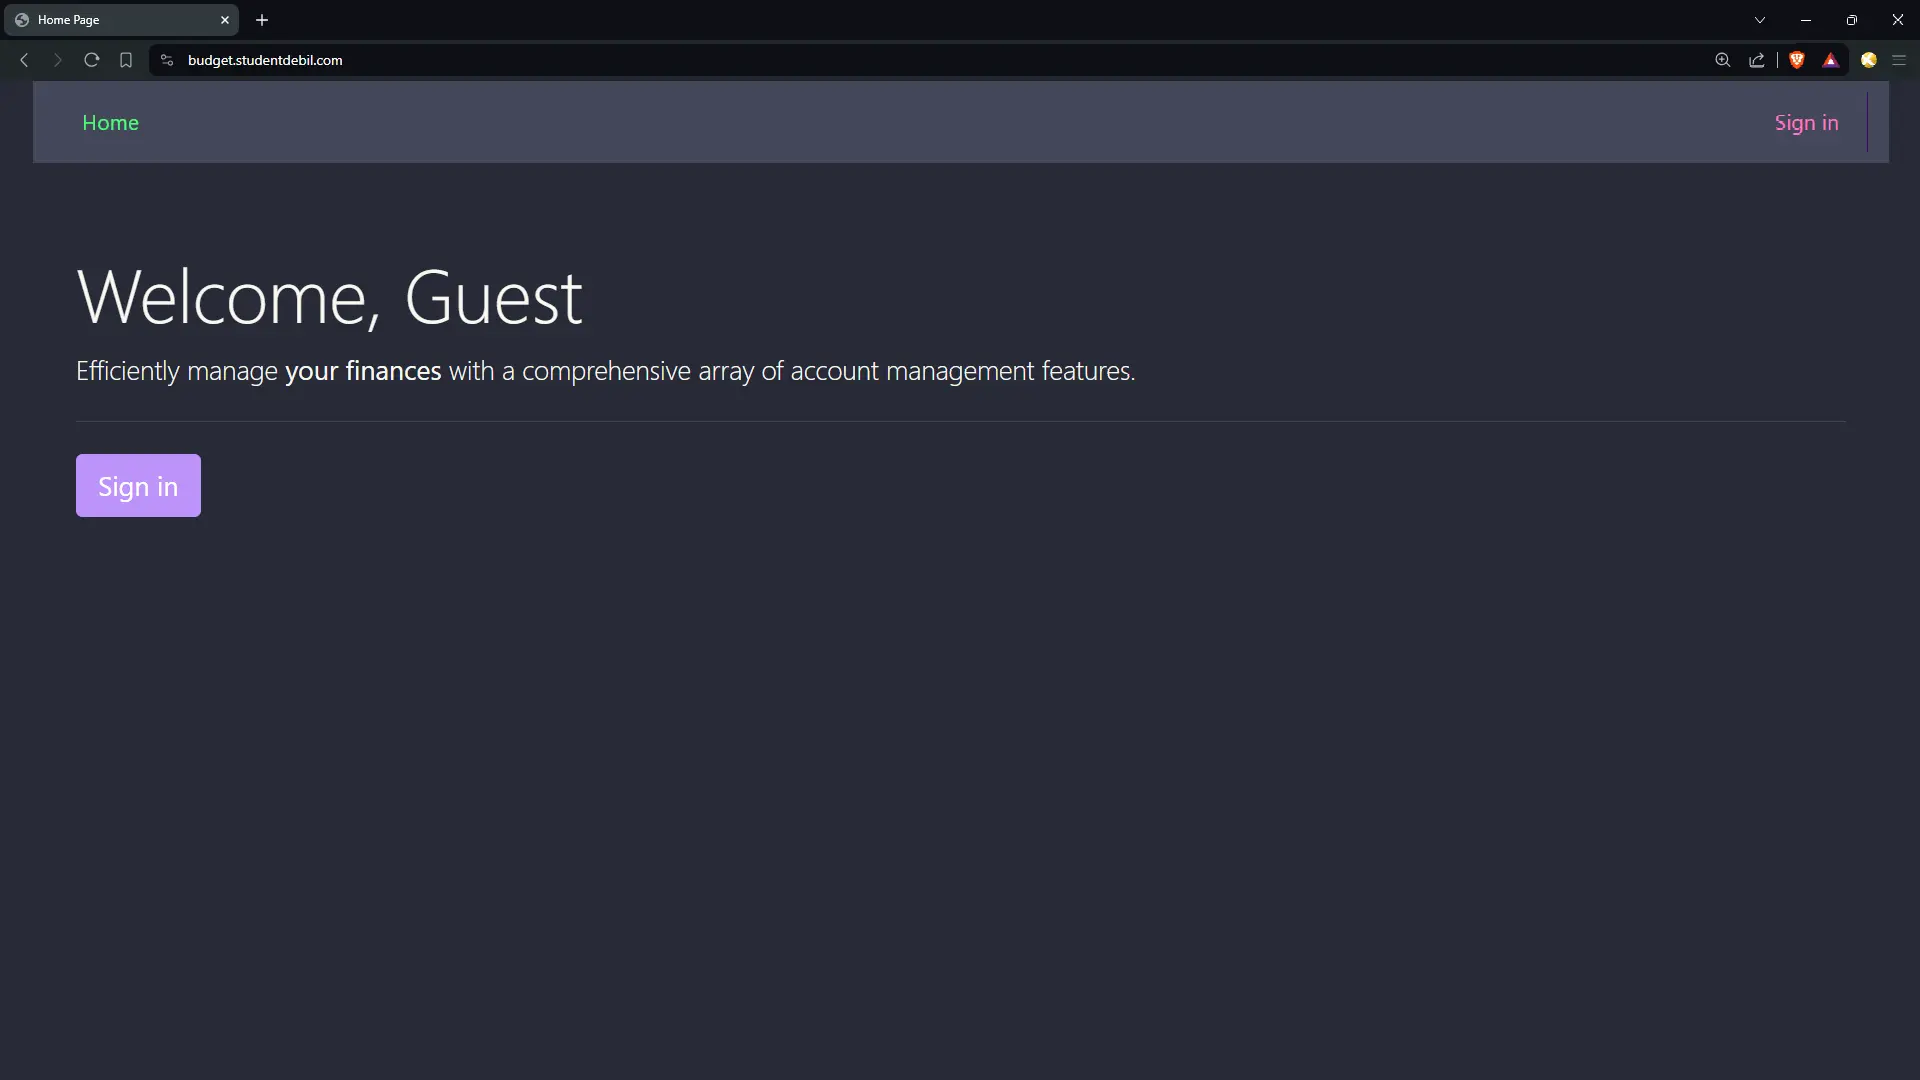 Home Page
budget.studentdebil.com
Home
Sign in
Welcome, Guest
Efficiently manage your finances with a comprehensive array of account management features.
Sign in